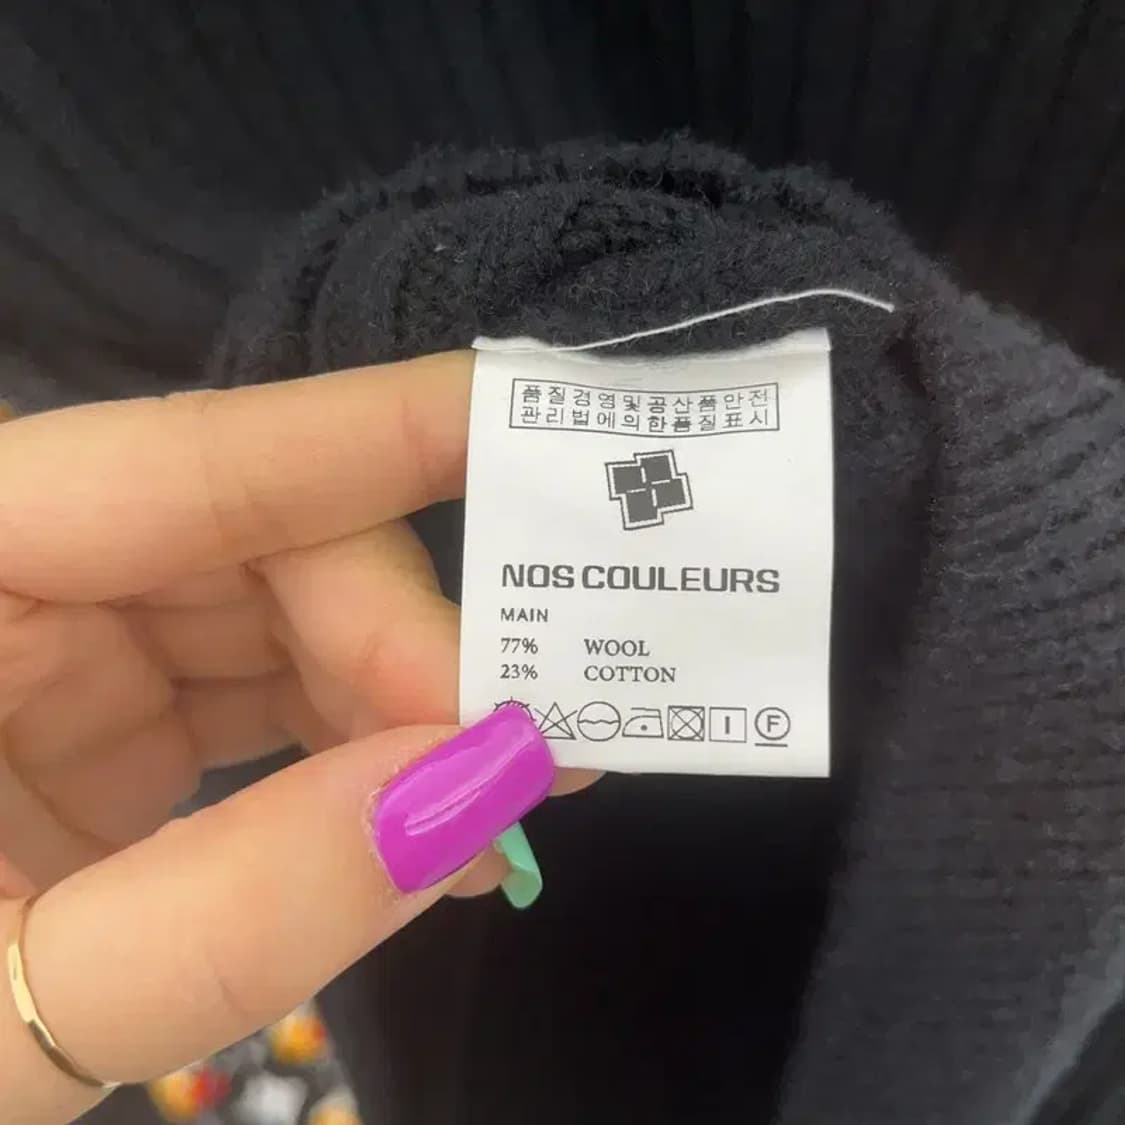 품질경영및공산품안전
관리법에의한품질표시
NOS COULEURS
MAIN
77% WOOL
23% COTTON
I
F